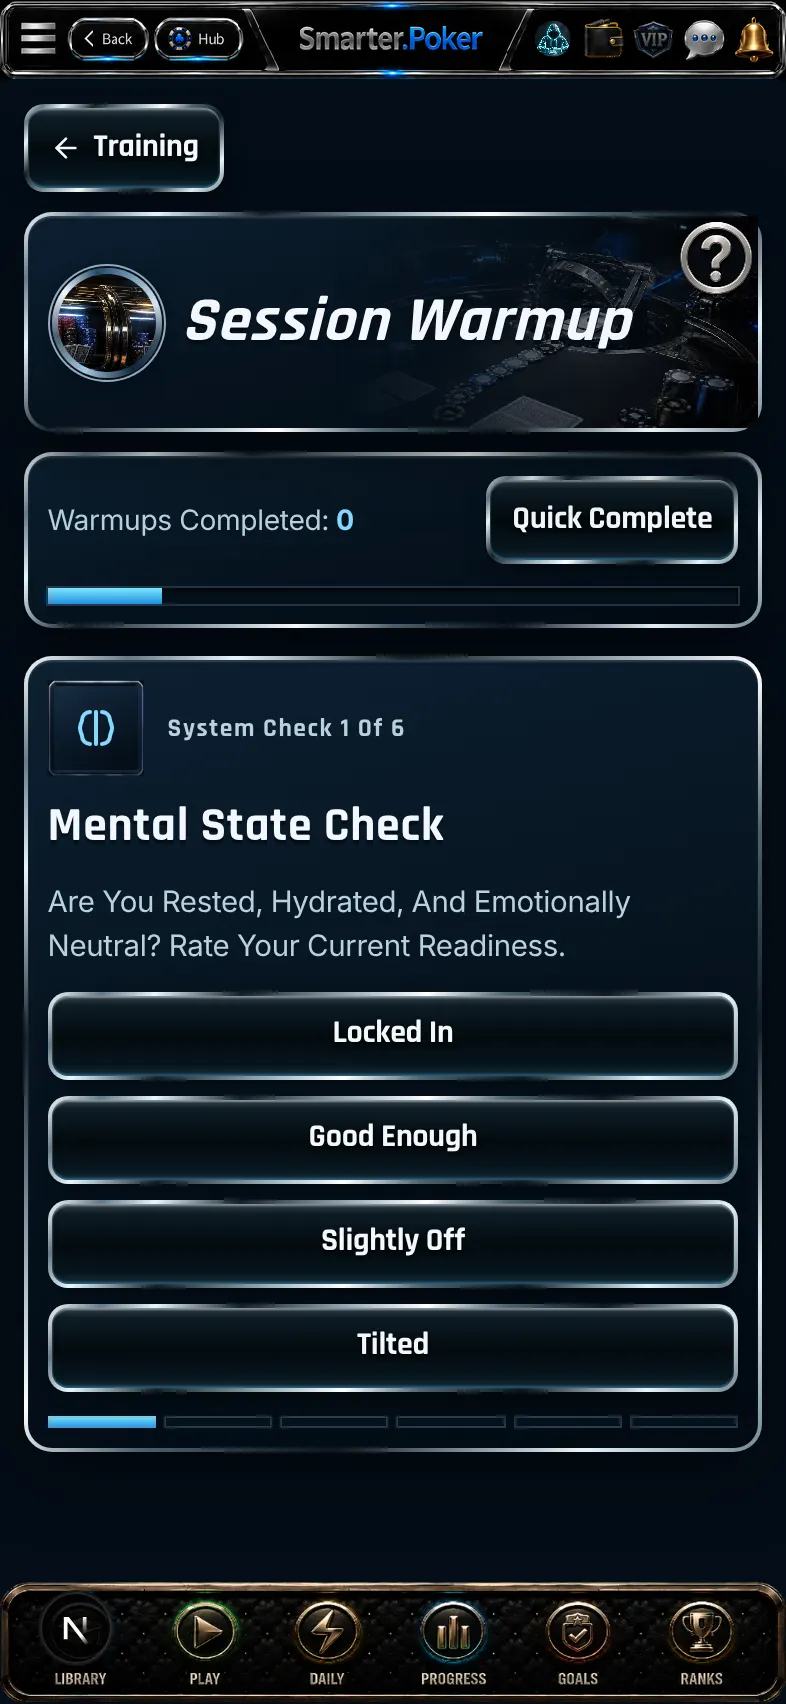 Back
Hub
Smarter.Poker
VIP
Training
Session Warmup
?
Warmups Completed: 0
Quick Complete
System Check 1 Of 6
Mental State Check
Are You Rested, Hydrated, And Emotionally
Neutral? Rate Your Current Readiness.
Locked In
Good Enough
Slightly Off
Tilted
N
LIBRARY
PLAY
DAILY
PROGRESS
GOALS
RANKS